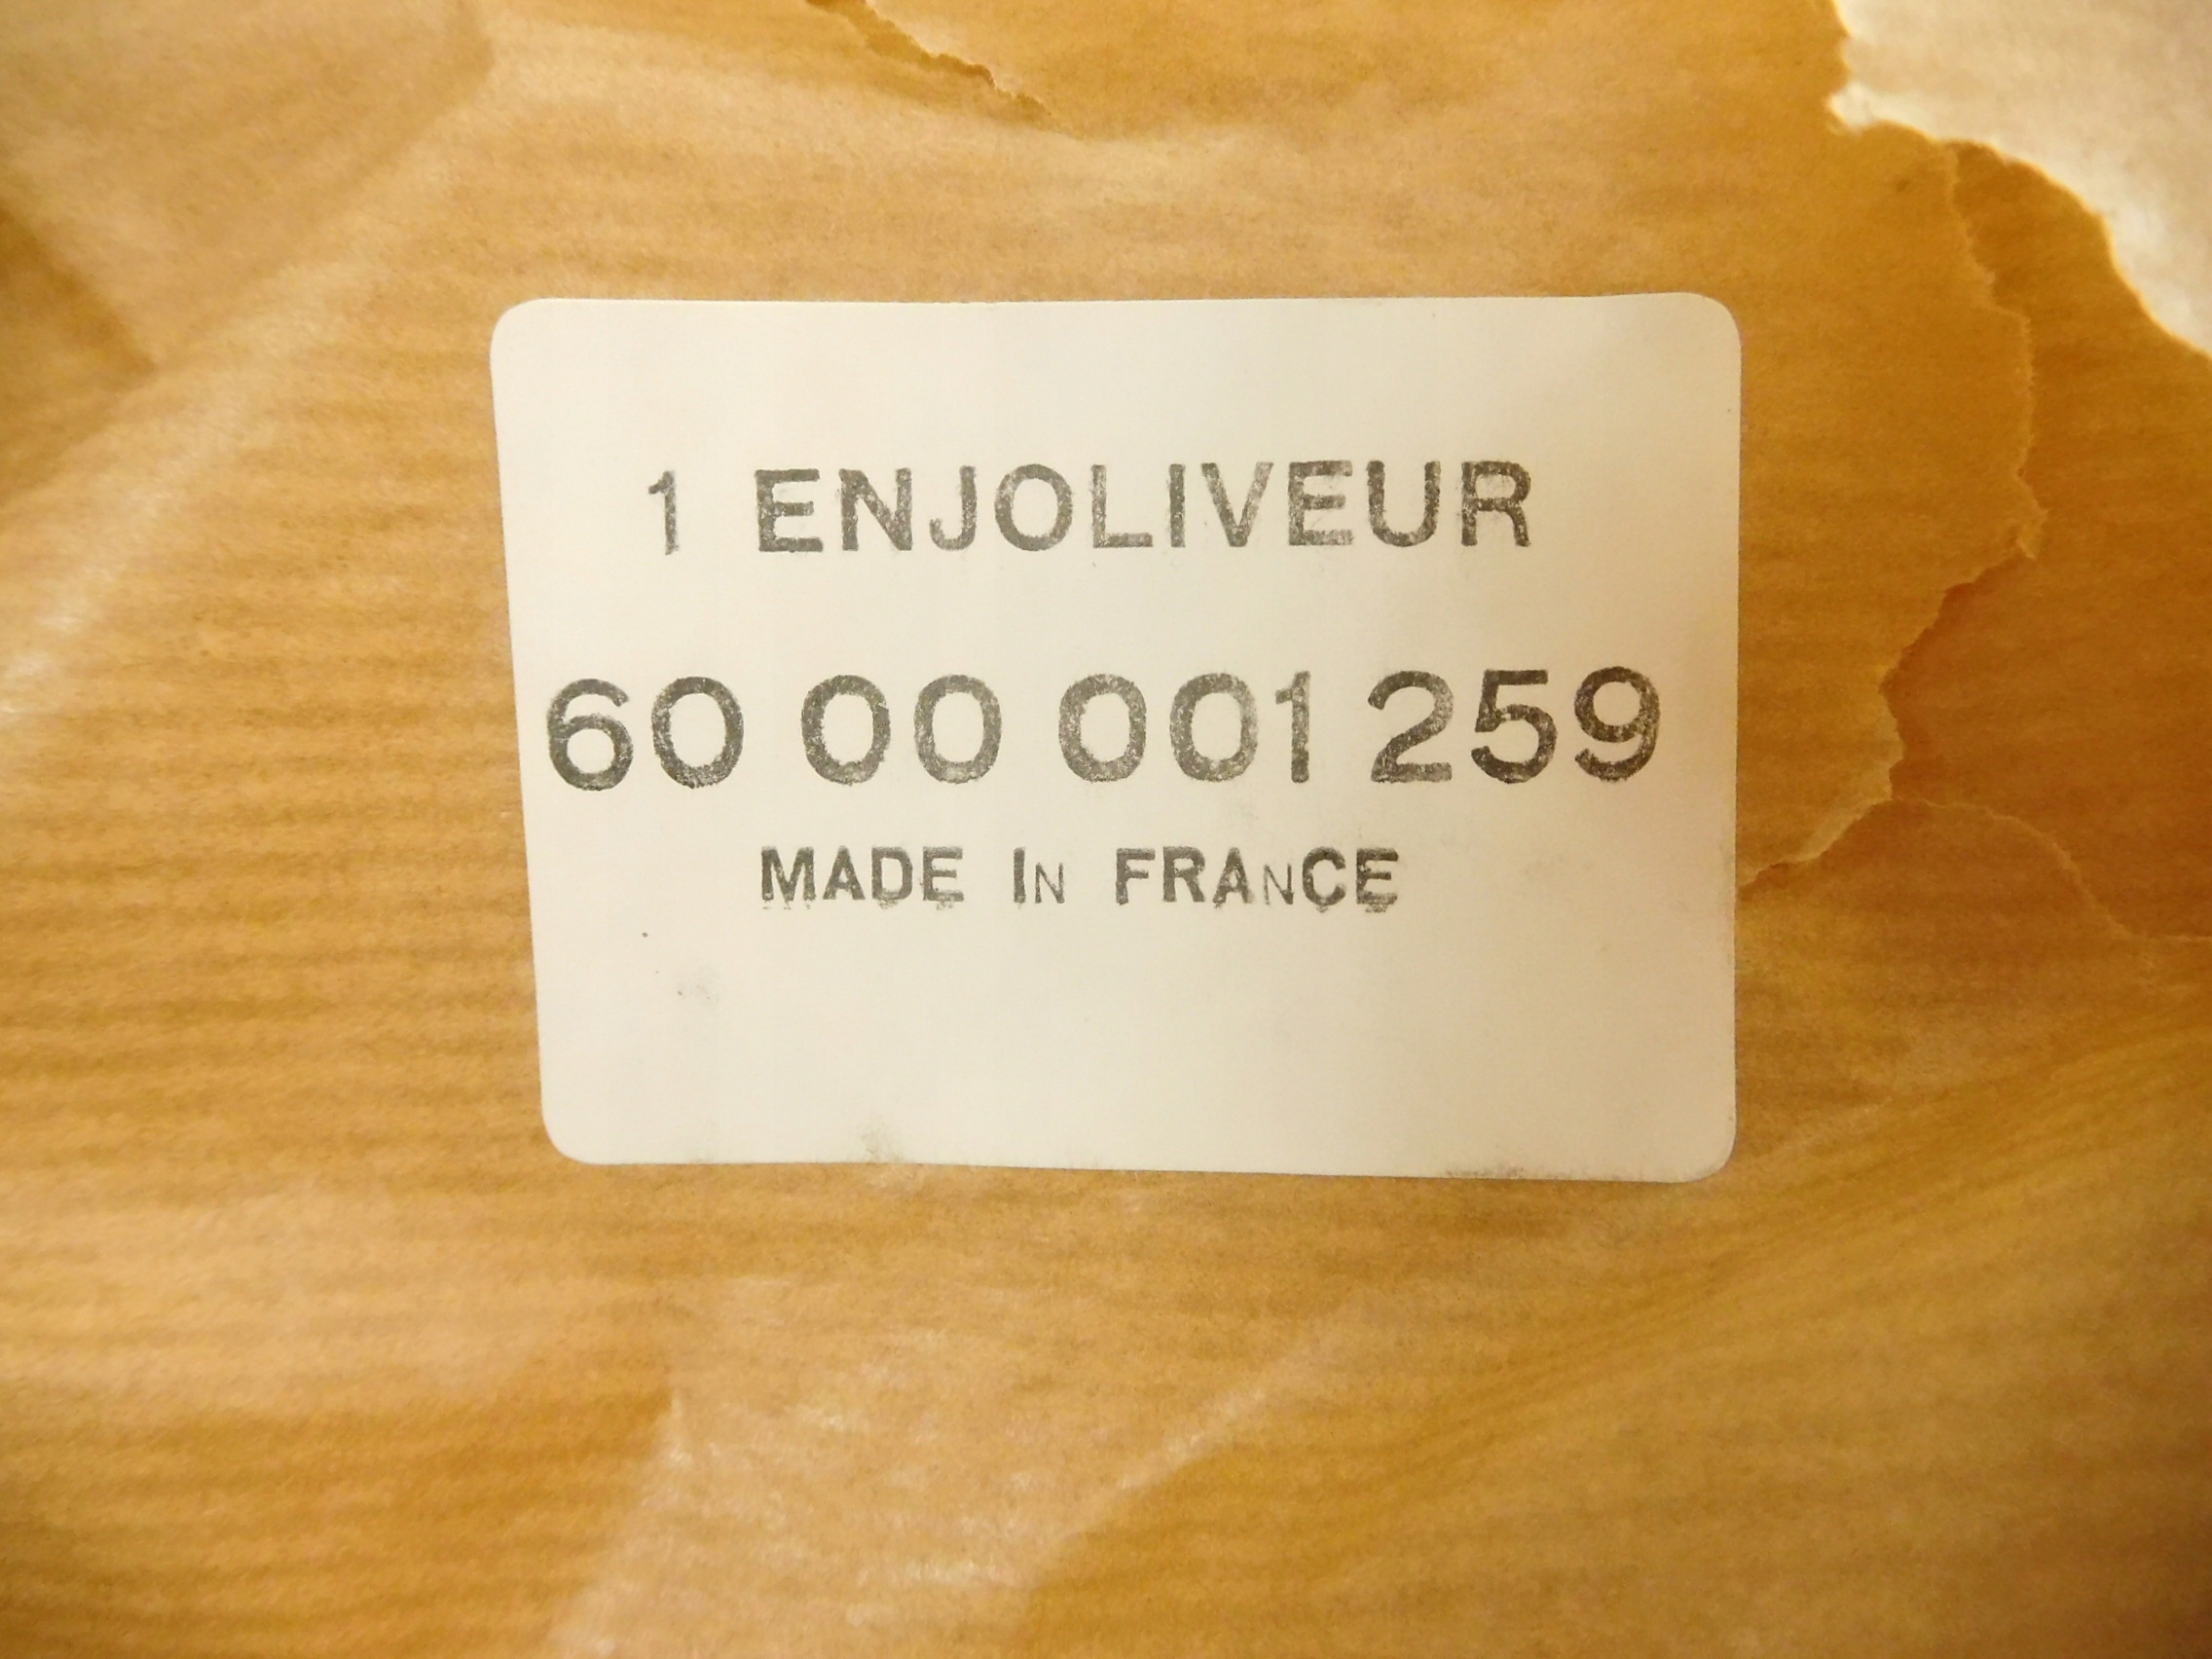 1 ENJOLIVEUR
60 00 001 259
MADE IN FRANCE